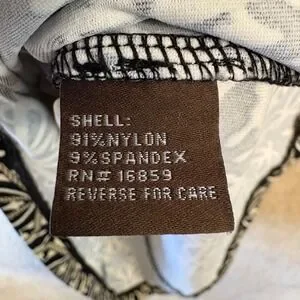 SHELL:
91%NYLON
9%SPANDEX
RN# 16859
REVERSE FOR CARE